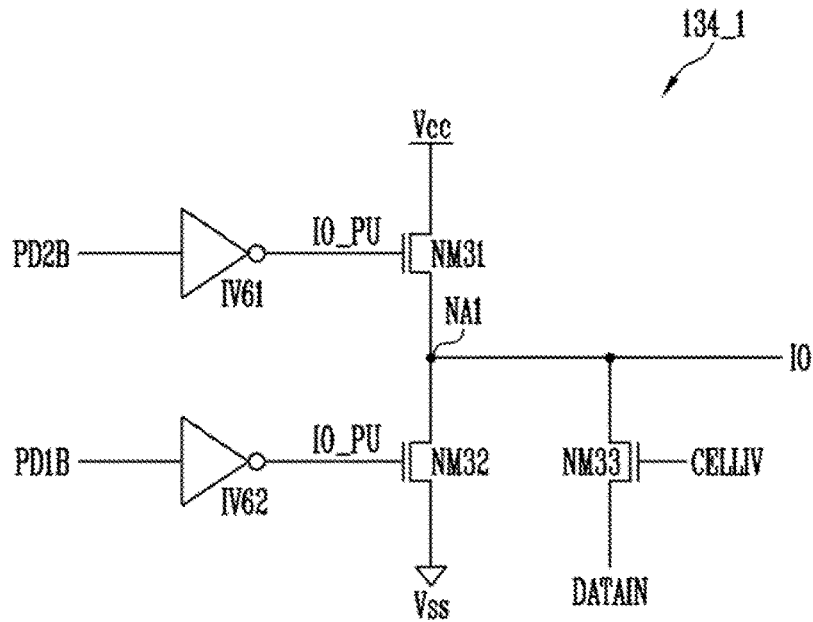 134_1
Vcc
IO_PU
PD2B
NM31
IV61
NA1
IO
IO_PU
PD1B
NM32
NM33
CELLIV
IV62
DATAIN
Vss